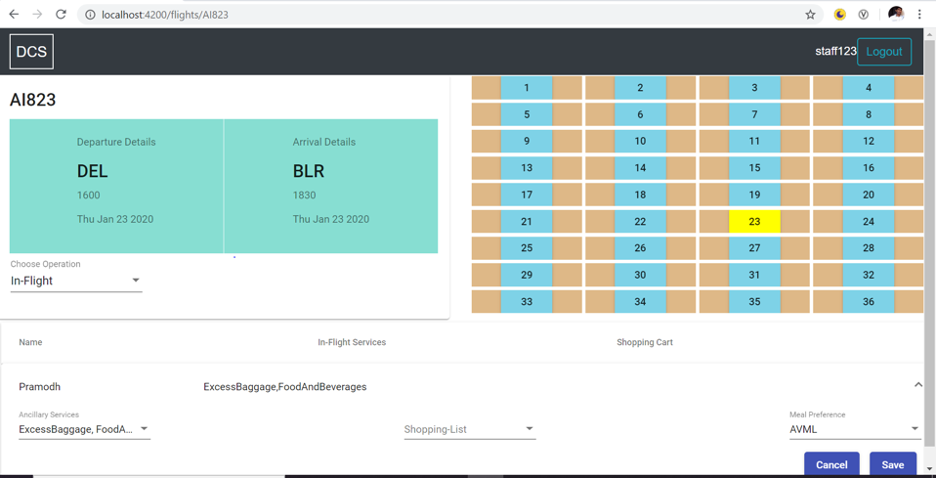 localhost:4200/flights/AI823
DCS
staff123 Logout
AI823
Departure Details Arrival Details
DEL BLR
1600 1830
Thu Jan 23 2020 Thu Jan 23 2020
Choose Operation
In-Flight
1 2 3 4
5 6 7 8
9 10 11 12
13 14 15 16
17 18 19 20
21 22 23 24
25 26 27 28
29 30 31 32
33 34 35 36
Name In-Flight Services Shopping Cart
Pramodh ExcessBaggage,FoodAndBeverages
Ancillary Services Meal Preference
ExcessBaggage, FoodA... Shopping-List AVML
Cancel Save